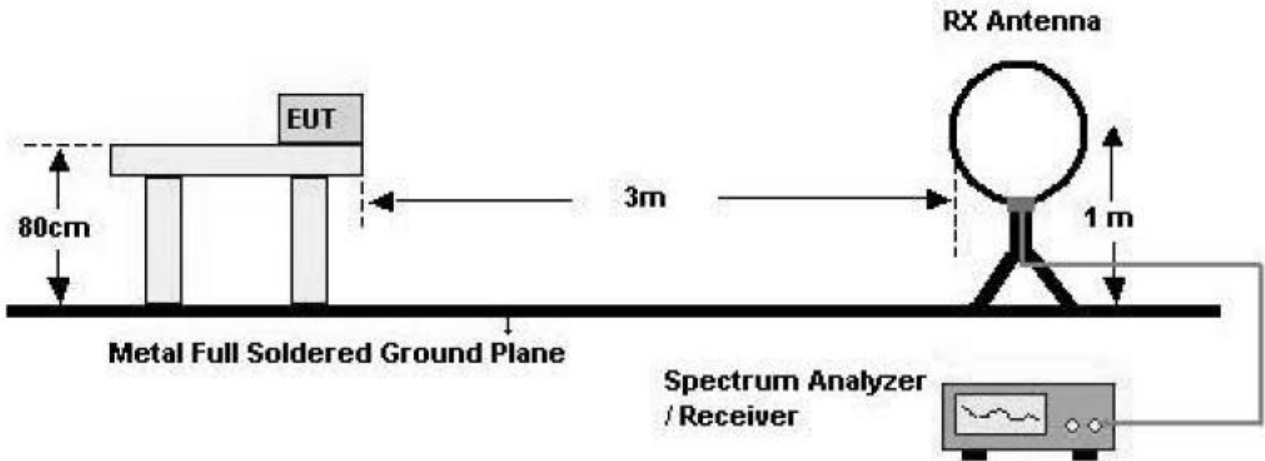 RX Antenna
EUT
80cm
3m
1 m
Metal Full Soldered Ground Plane
Spectrum Analyzer
/ Receiver